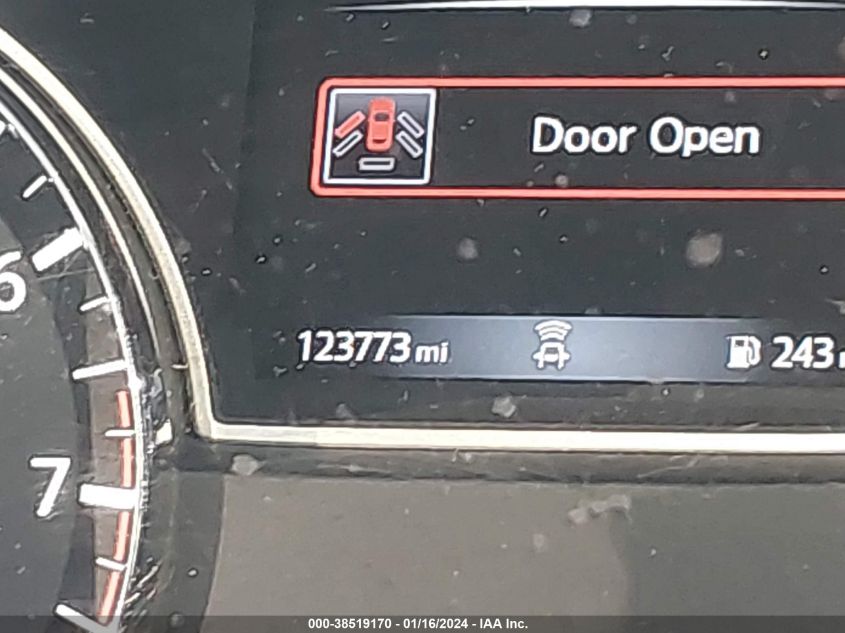 Door Open
6
123773 mi
243
7
000-38519170 - 01/16/2024 - IAA Inc.